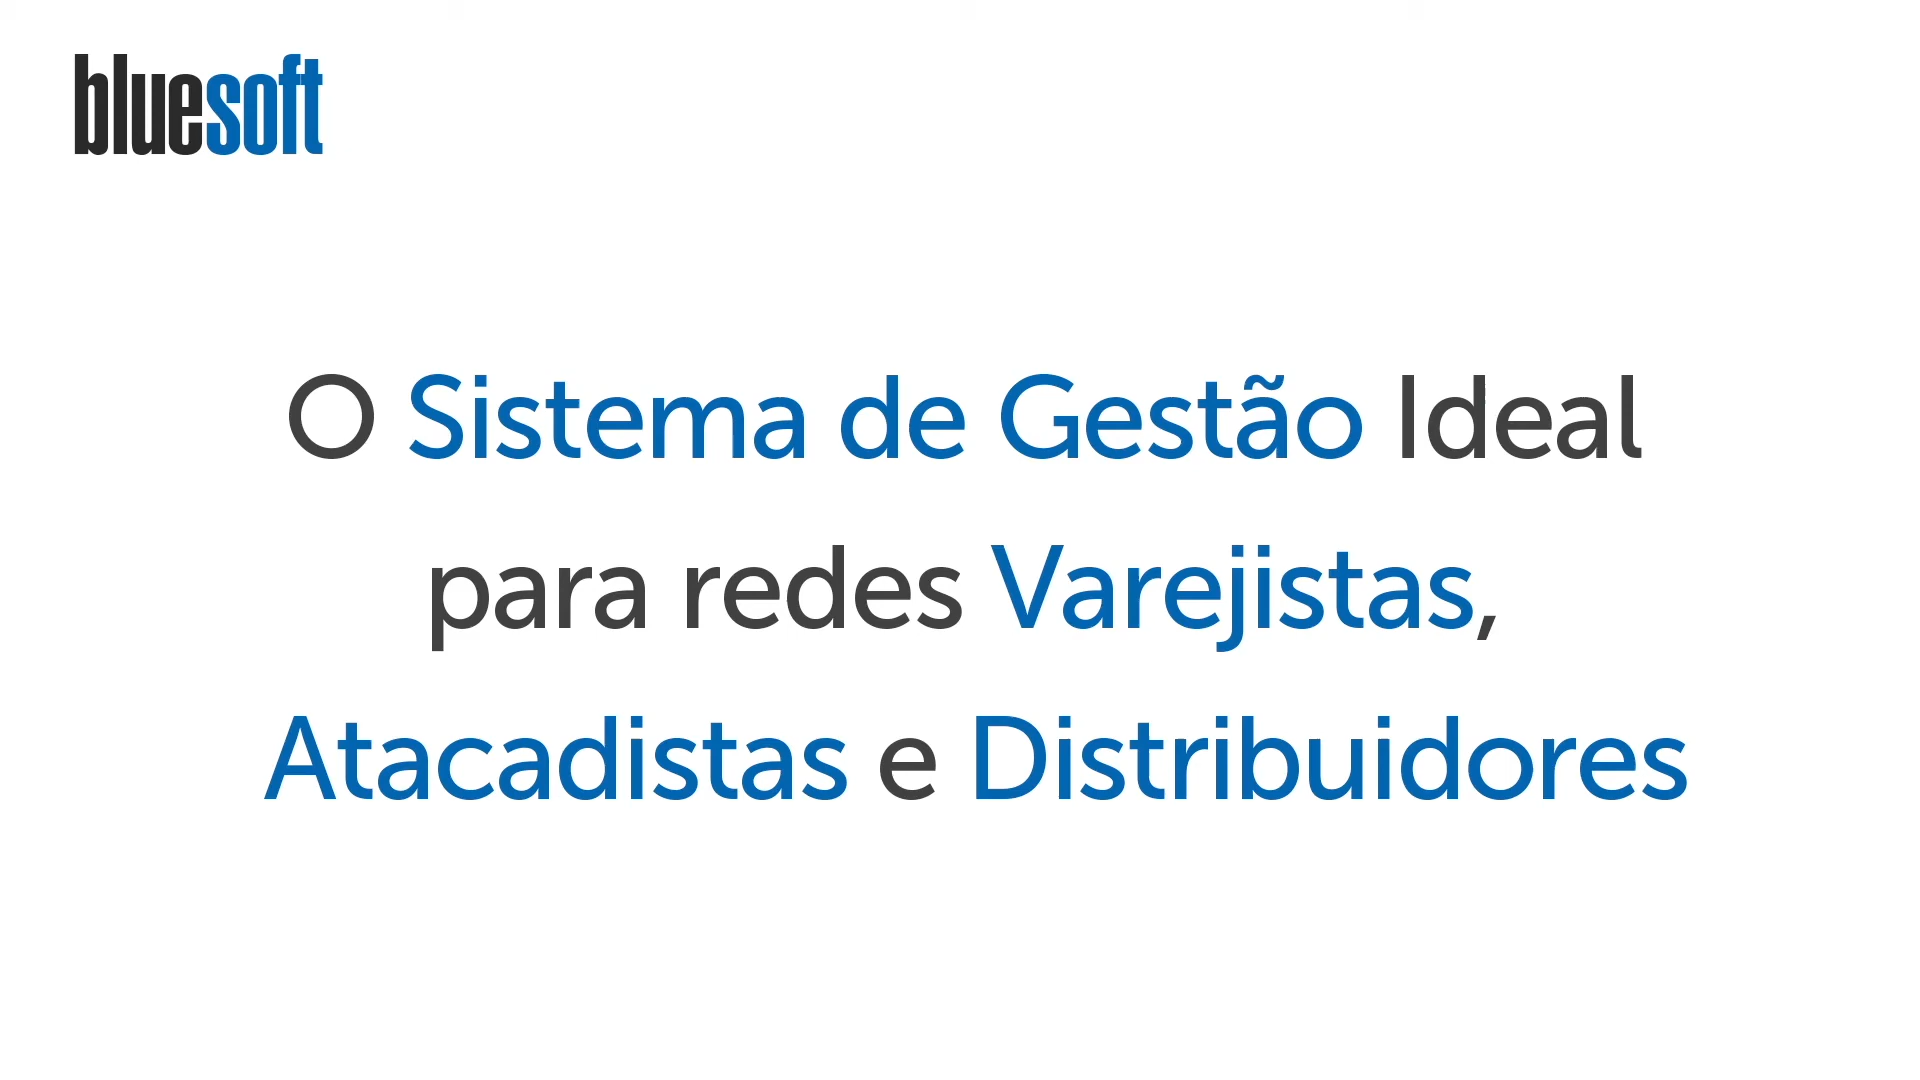 bluesoft
O Sistema de Gestão Ideal
para redes Varejistas,
Atacadistas e Distribuidores